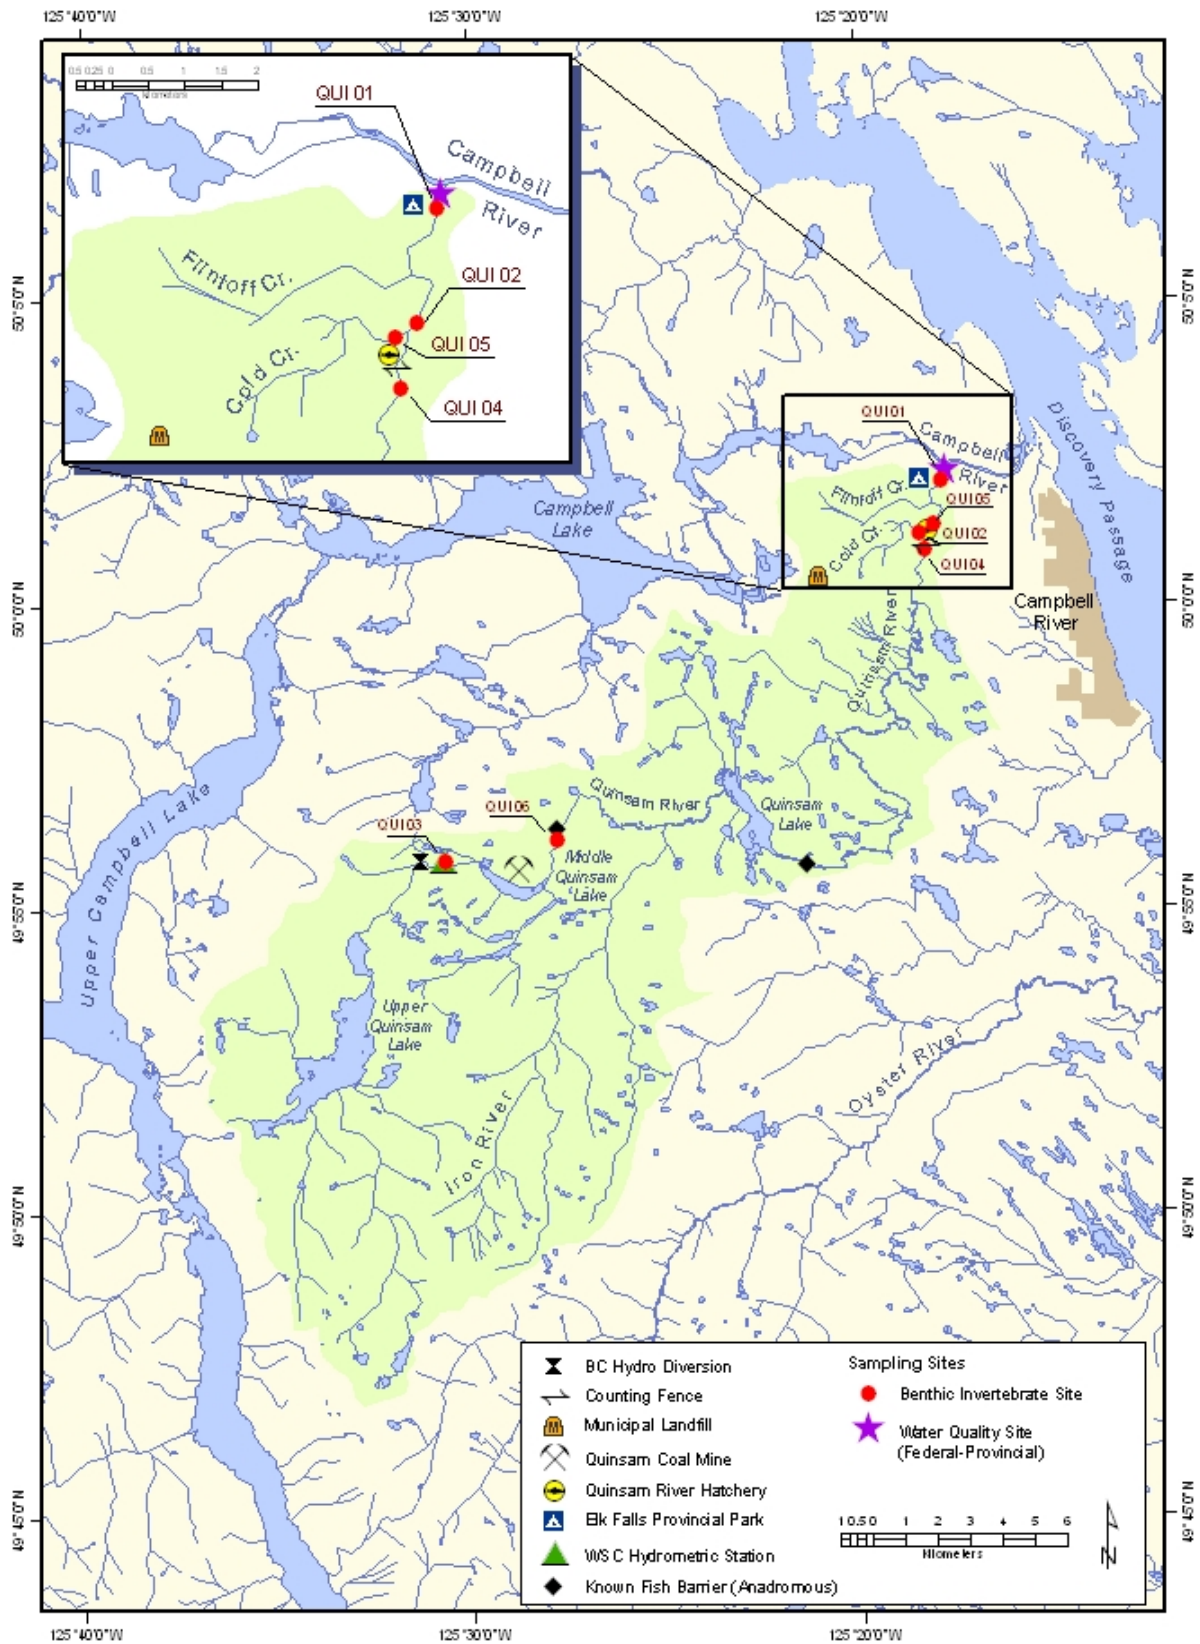 125°40'0"W
125°30'0"W
125°20'0"W
0.5 0.25 0 0.5 1 1.5 2
Kilometers
QUI 01
Campbell
River
Flintoff Cr.
QUI 02
QUI 05
Gold Cr.
QUI 04
50°5'0"N
50°5'0"N
QUI01
Campbell
River
Flintoff Cr.
QUI05
Gold Cr.
QUI02
QUI04
Discovery Passage
Campbell
Lake
50°0'0"N
50°0'0"N
Campbell
River
Quinsam River
Upper Campbell Lake
Quinsam River
QUI06
QUI03
Quinsam
Lake
Middle
Quinsam
Lake
49°55'0"N
49°55'0"N
Upper
Quinsam
Lake
Oyster River
Iron River
49°50'0"N
49°50'0"N
BC Hydro Diversion
Counting Fence
Municipal Landfill
Quinsam Coal Mine
Quinsam River Hatchery
Elk Falls Provincial Park
WSC Hydrometric Station
Known Fish Barrier (Anadromous)
Sampling Sites
Benthic Invertebrate Site
Water Quality Site
(Federal-Provincial)
1 0.5 0 1 2 3 4 5 6
Kilometers
N
49°45'0"N
49°45'0"N
125°40'0"W
125°30'0"W
125°20'0"W